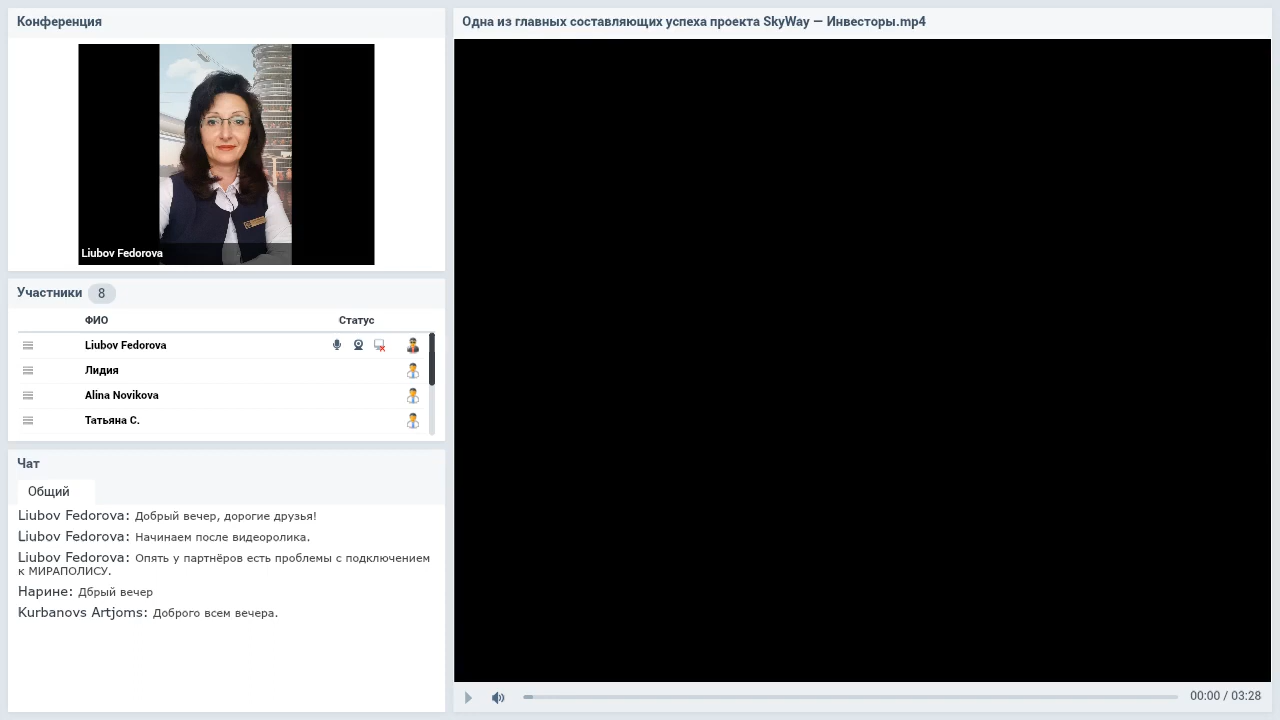 Конференция
Liubov Fedorova
Участники 8
ФИО Статус
Liubov Fedorova
Лидия
Alina Novikova
Татьяна С.
Чат
Общий
Liubov Fedorova: Добрый вечер, дорогие друзья!
Liubov Fedorova: Начинаем после видеоролика.
Liubov Fedorova: Опять у партнёров есть проблемы с подключением
к МИРАПОЛИСУ.
Нарине: Дбрый вечер
Kurbanovs Artjoms: Доброго всем вечера.
Одна из главных составляющих успеха проекта SkyWay — Инвесторы.mp4
00:00 / 03:28